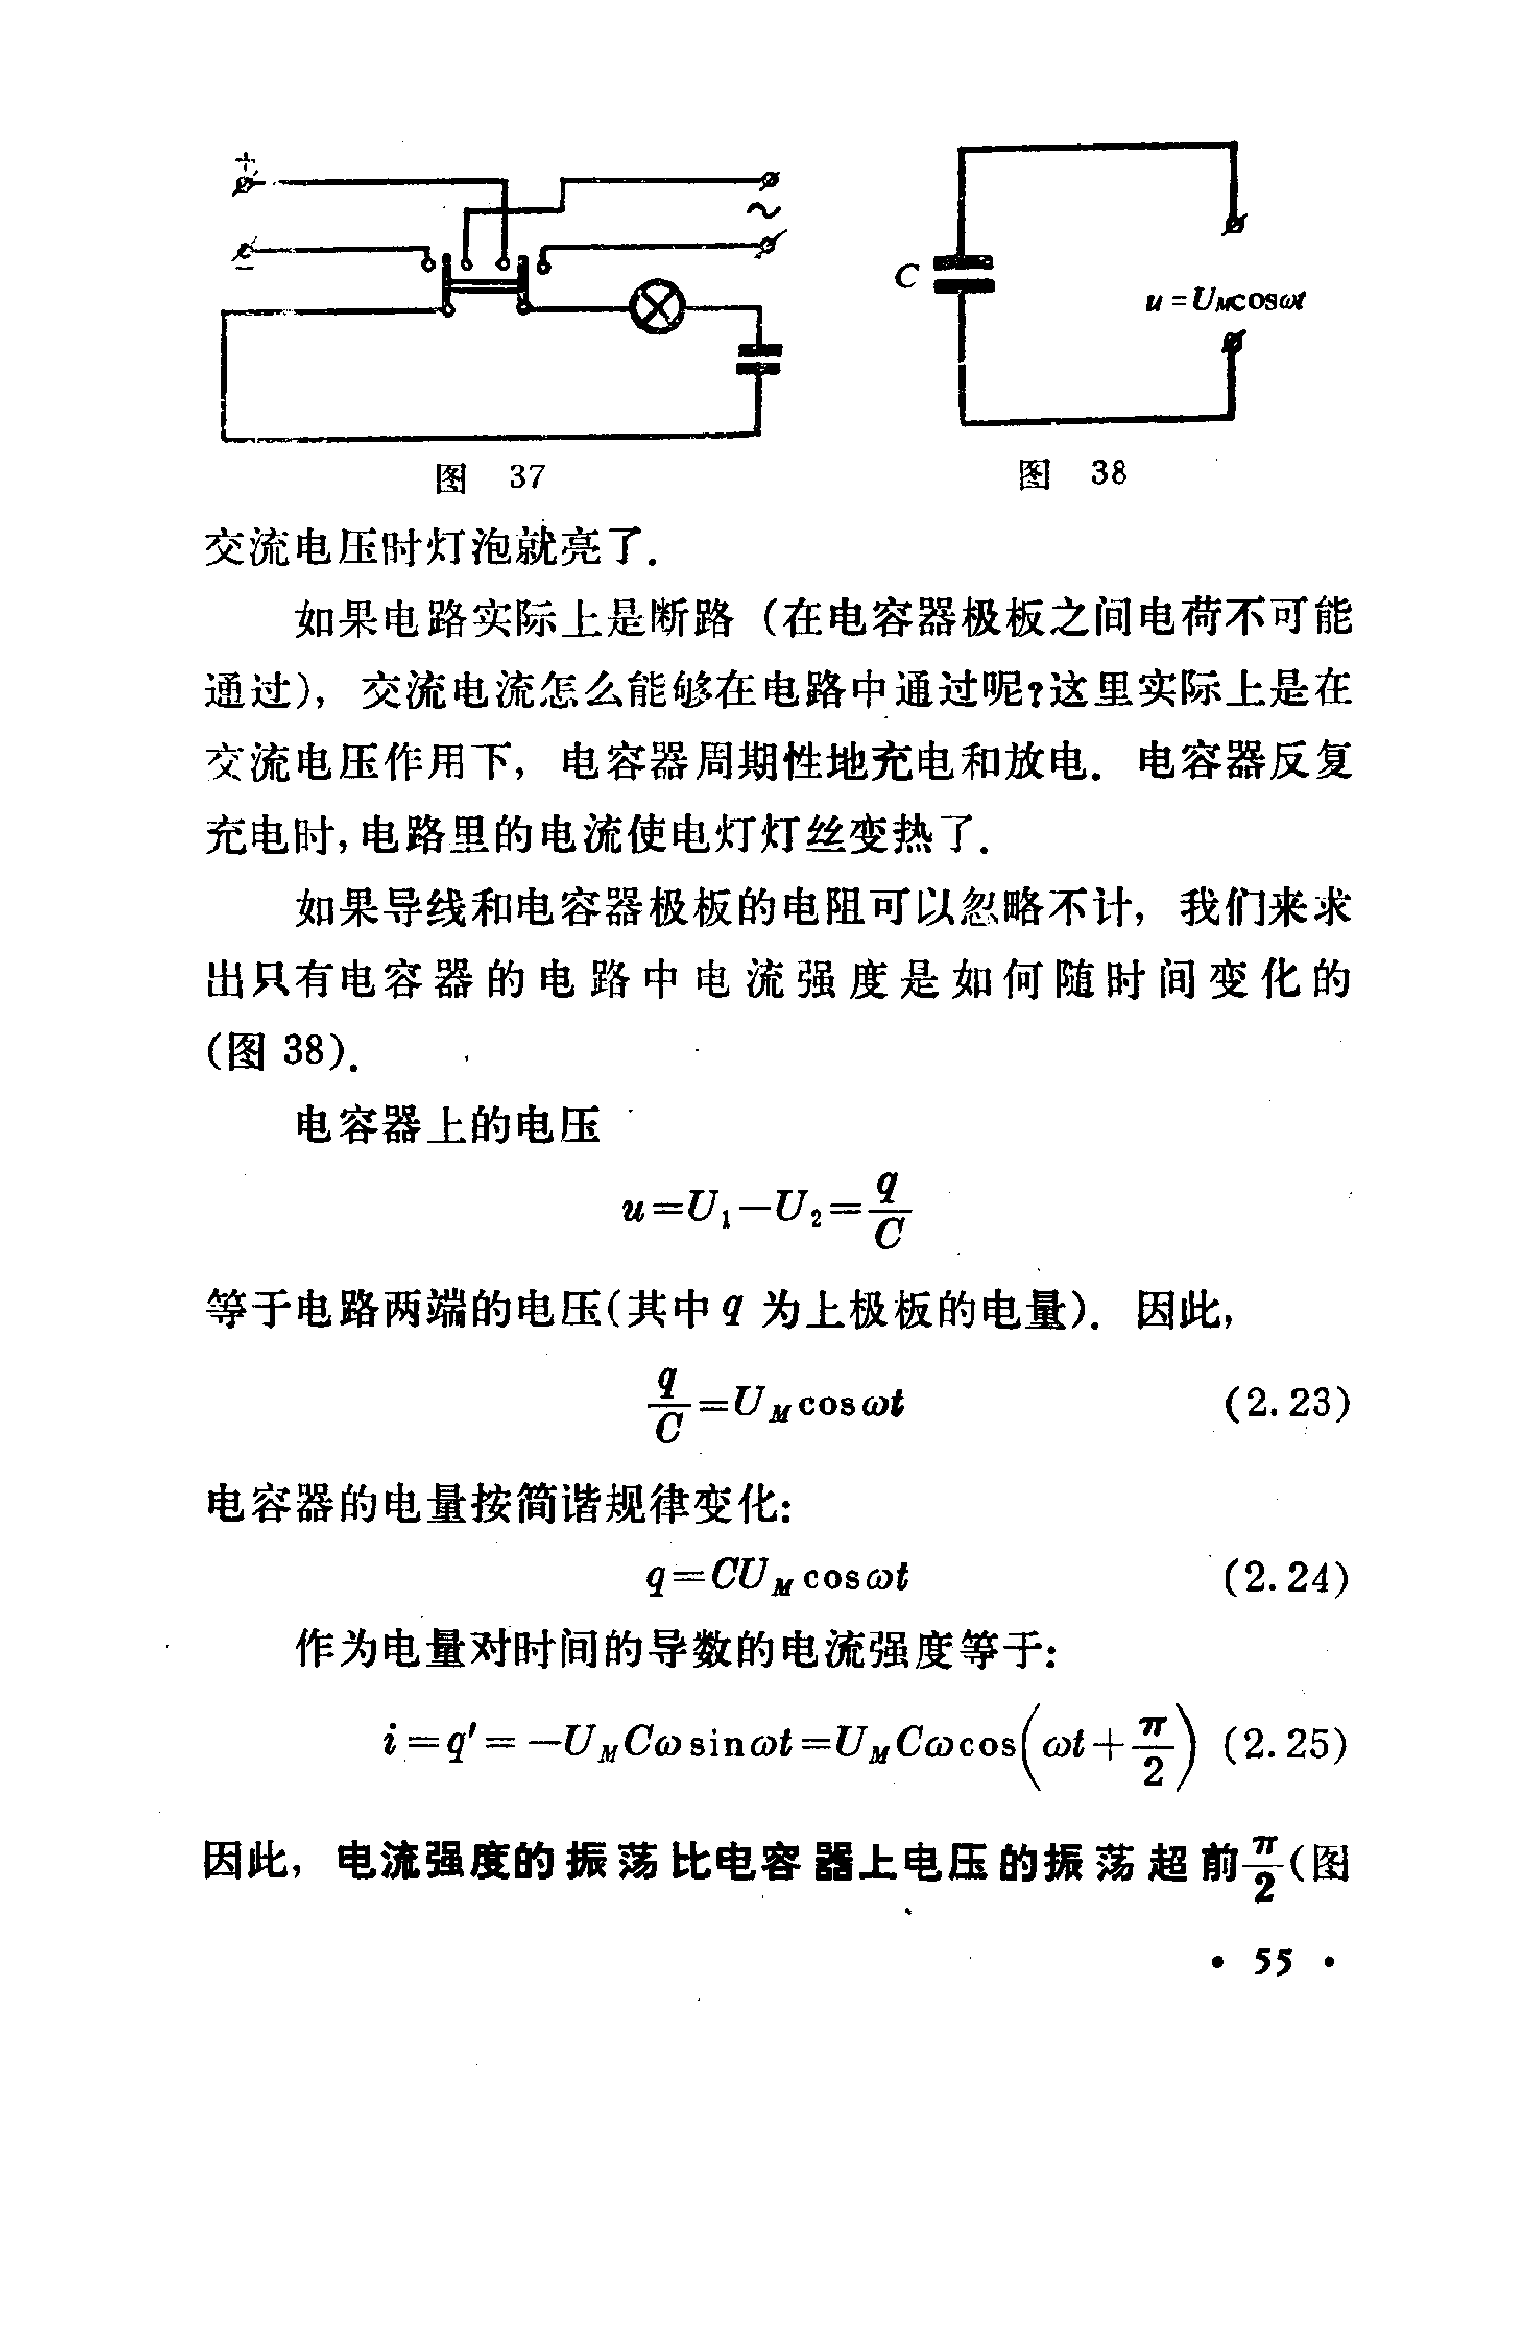 +
−
~
C
u=U_M cosωt
图 37
图 38
交流电压时灯泡就亮了.
如果电路实际上是断路（在电容器极板之间电荷不可能
通过），交流电流怎么能够在电路中通过呢?这里实际上是在
交流电压作用下，电容器周期性地充电和放电．电容器反复
充电时,电路里的电流使电灯灯丝变热了．
如果导线和电容器极板的电阻可以忽略不计，我们来求
出只有电容器的电路中电流强度是如何随时间变化的
(图 38).
电容器上的电压
u=U₁−U₂=q/C
等于电路两端的电压(其中 q 为上极板的电量)．因此,
q/C=U_M cosωt (2.23)
电容器的电量按简谐规律变化:
q=CU_M cosωt (2.24)
作为电量对时间的导数的电流强度等于:
i=q′=−U_M Cω sinωt=U_M Cω cos(ωt+π/2) (2.25)
因此，电流强度的振荡比电容器上电压的振荡超前π/2(图
• 55 •